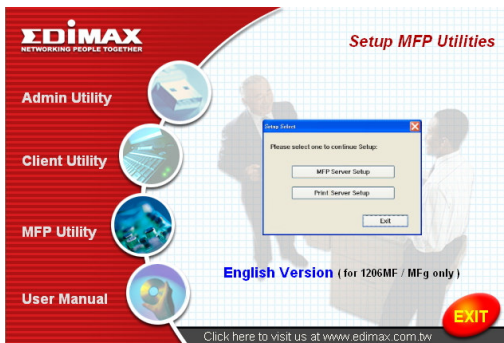 EDIMAX
NETWORKING PEOPLE TOGETHER
Setup MFP Utilities
Admin Utility
Client Utility
MFP Utility
User Manual
Setup Select
Please select one to continue Setup:
MFP Server Setup
Print Server Setup
Exit
English Version ( for 1206MF / MFg only )
EXIT
Click here to visit us at www.edimax.com.tw